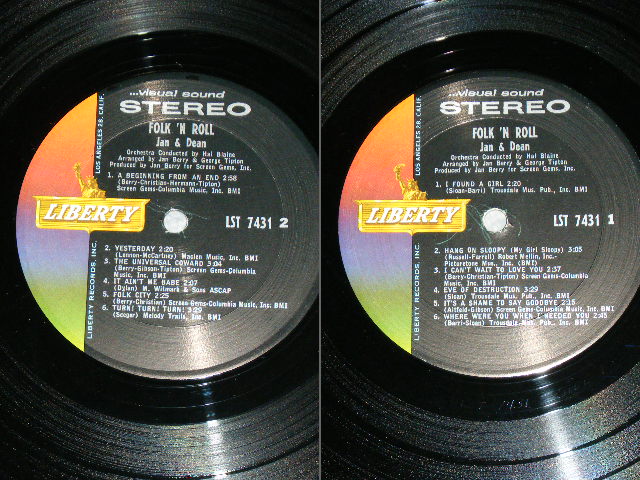 ...visual sound
STEREO
FOLK 'N ROLL
Jan & Dean
Orchestra Conducted by Hal Blaine
Arranged by Jan Berry & George Tipton
Produced by Jan Berry for Screen Gems, Inc.
1. A BEGINNING FROM AN END 2:58
(Berry-Christian-Hermann-Tipton)
Screen Gems-Columbia Music, Inc. BMI
LIBERTY
LST 7431 2
2. YESTERDAY 2:20
(Lennon-McCartney) Maclen Music, Inc. BMI
3. THE UNIVERSAL COWARD 3:04
(Berry-Gibson-Tipton) Screen Gems-Columbia
Music, Inc. BMI
4. IT AIN'T ME BABE 2:07
(Dylan) M. Witmark & Sons ASCAP
5. FOLK CITY 2:25
(Berry-Christian) Screen Gems-Columbia Music, Inc. BMI
6. TURN! TURN! TURN! 3:29
(Seeger) Melody Trails, Inc. BMI
LIBERTY RECORDS, INC.
LOS ANGELES 28, CALIF.
...visual sound
STEREO
FOLK 'N ROLL
Jan & Dean
Orchestra Conducted by Hal Blaine
Arranged by Jan Berry & George Tipton
Produced by Jan Berry for Screen Gems, Inc.
1. I FOUND A GIRL 2:20
(Sloan-Barri) Trousdale Mus. Pub., Inc. BMI
LIBERTY
LST 7431 1
2. HANG ON SLOOPY (My Girl Sloopy) 3:05
(Russell-Farrell) Robert Mellin, Inc.-
Picturetone Mus., Inc. (BMI)
3. I CAN'T WAIT TO LOVE YOU 2:37
(Berry-Christian-Tipton) Screen Gems-Columbia
Music, Inc. BMI
4. EVE OF DESTRUCTION 3:29
(Sloan) Trousdale Mus. Pub., Inc. BMI
5. IT'S A SHAME TO SAY GOODBYE 2:15
(Altfeld-Gibson) Screen Gems-Columbia Music, Inc. BMI
6. WHERE WERE YOU WHEN I NEEDED YOU 2:45
(Barri-Sloan) Trousdale Mus. Pub., Inc. BMI
LIBERTY RECORDS, INC.
LOS ANGELES 28, CALIF.